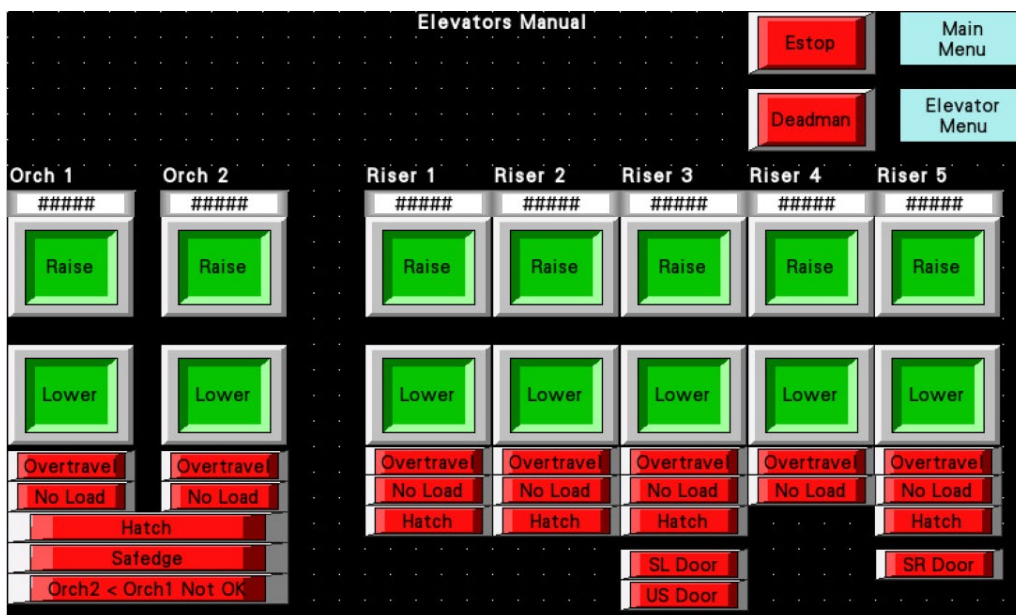 Elevators Manual
Estop
Main
Menu
Deadman
Elevator
Menu
Orch 1 Orch 2 Riser 1 Riser 2 Riser 3 Riser 4 Riser 5
##### ##### ##### ##### ##### ##### #####
Raise Raise Raise Raise Raise Raise Raise
Lower Lower Lower Lower Lower Lower Lower
Overtravel Overtravel Overtravel Overtravel Overtravel Overtravel Overtravel
No Load No Load No Load No Load No Load No Load No Load
Hatch Hatch Hatch Hatch Hatch
Safedge
SL Door SR Door
Orch2 < Orch1 Not OK
US Door